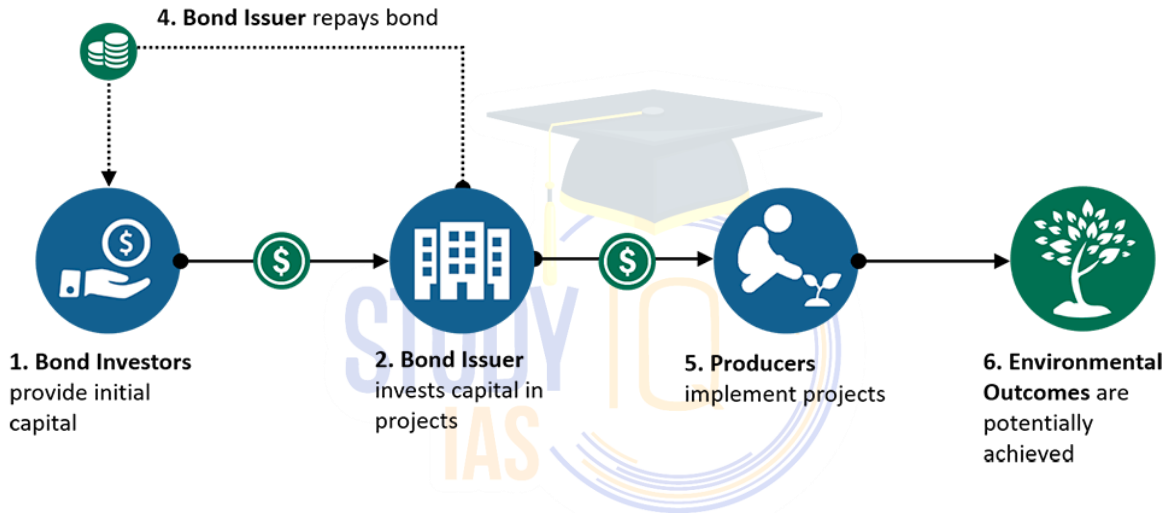 4. Bond Issuer repays bond
$
$
$
1. Bond Investors
provide initial
capital
2. Bond Issuer
invests capital in
projects
5. Producers
implement projects
6. Environmental
Outcomes are
potentially
achieved
STUDY IQ
IAS